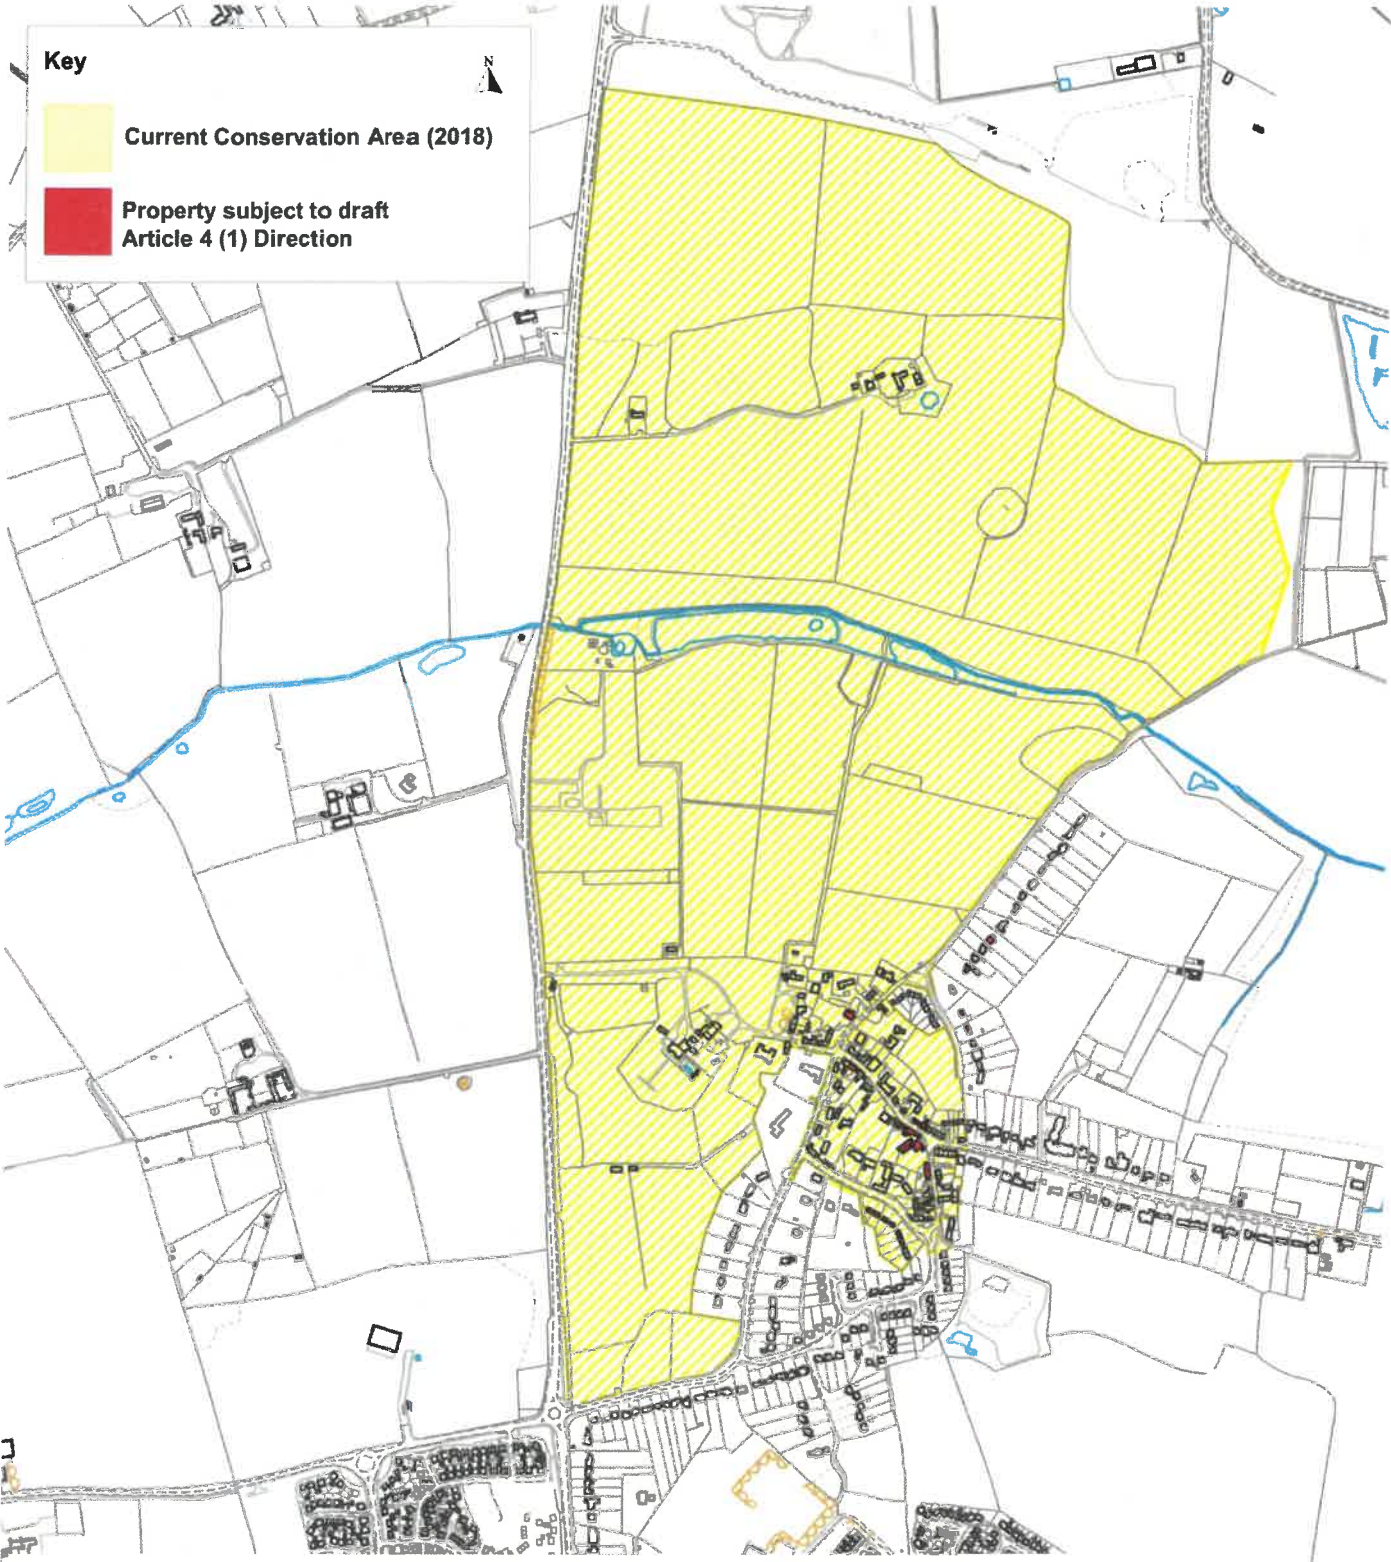 Key
N
Current Conservation Area (2018)
Property subject to draft
Article 4 (1) Direction